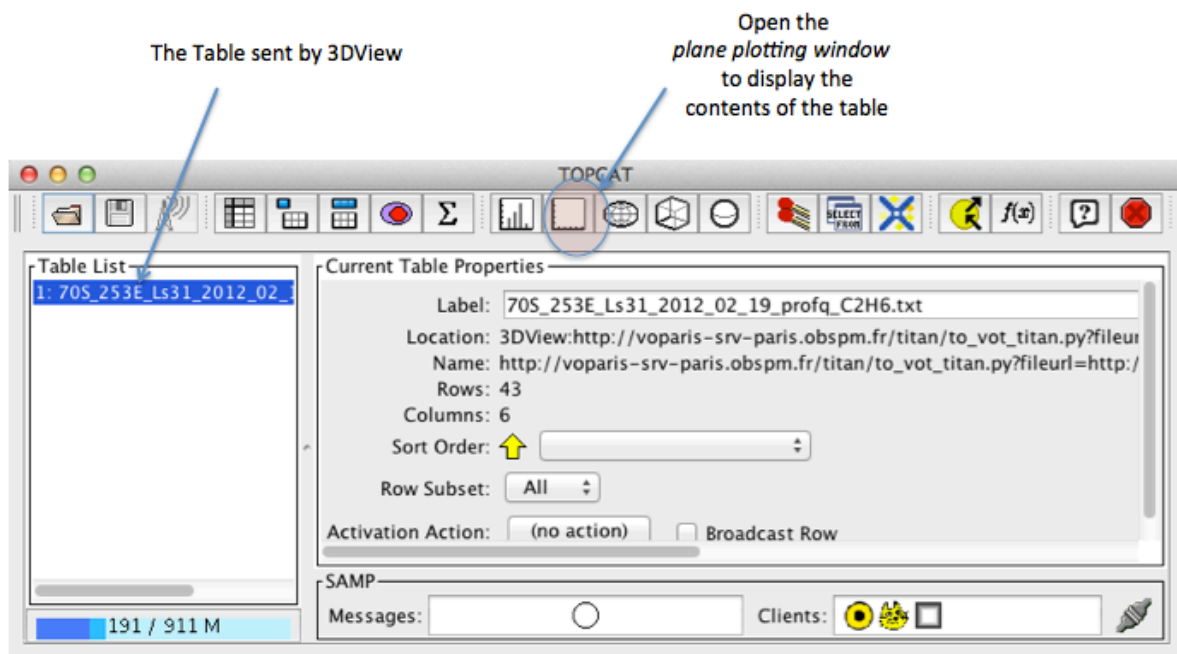 Open the
plane plotting window
to display the
contents of the table
The Table sent by 3DView
TOPCAT
Σ
SELECT
FROM
f(x)
?
Table List
1: 70S_253E_Ls31_2012_02_1
Current Table Properties
Label: 70S_253E_Ls31_2012_02_19_profq_C2H6.txt
Location: 3DView:http://voparis-srv-paris.obspm.fr/titan/to_vot_titan.py?fileur
Name: http://voparis-srv-paris.obspm.fr/titan/to_vot_titan.py?fileurl=http:/
Rows: 43
Columns: 6
Sort Order:
Row Subset: All
Activation Action: (no action) Broadcast Row
SAMP
Messages: Clients:
191 / 911 M